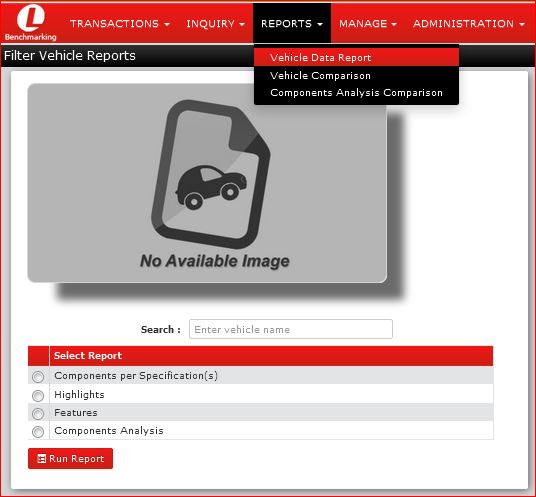 Benchmarking
TRANSACTIONS INQUIRY REPORTS MANAGE ADMINISTRATION
Filter Vehicle Reports
Vehicle Data Report
Vehicle Comparison
Components Analysis Comparison
No Available Image
Search :
Enter vehicle name
Select Report
Components per Specification(s)
Highlights
Features
Components Analysis
Run Report